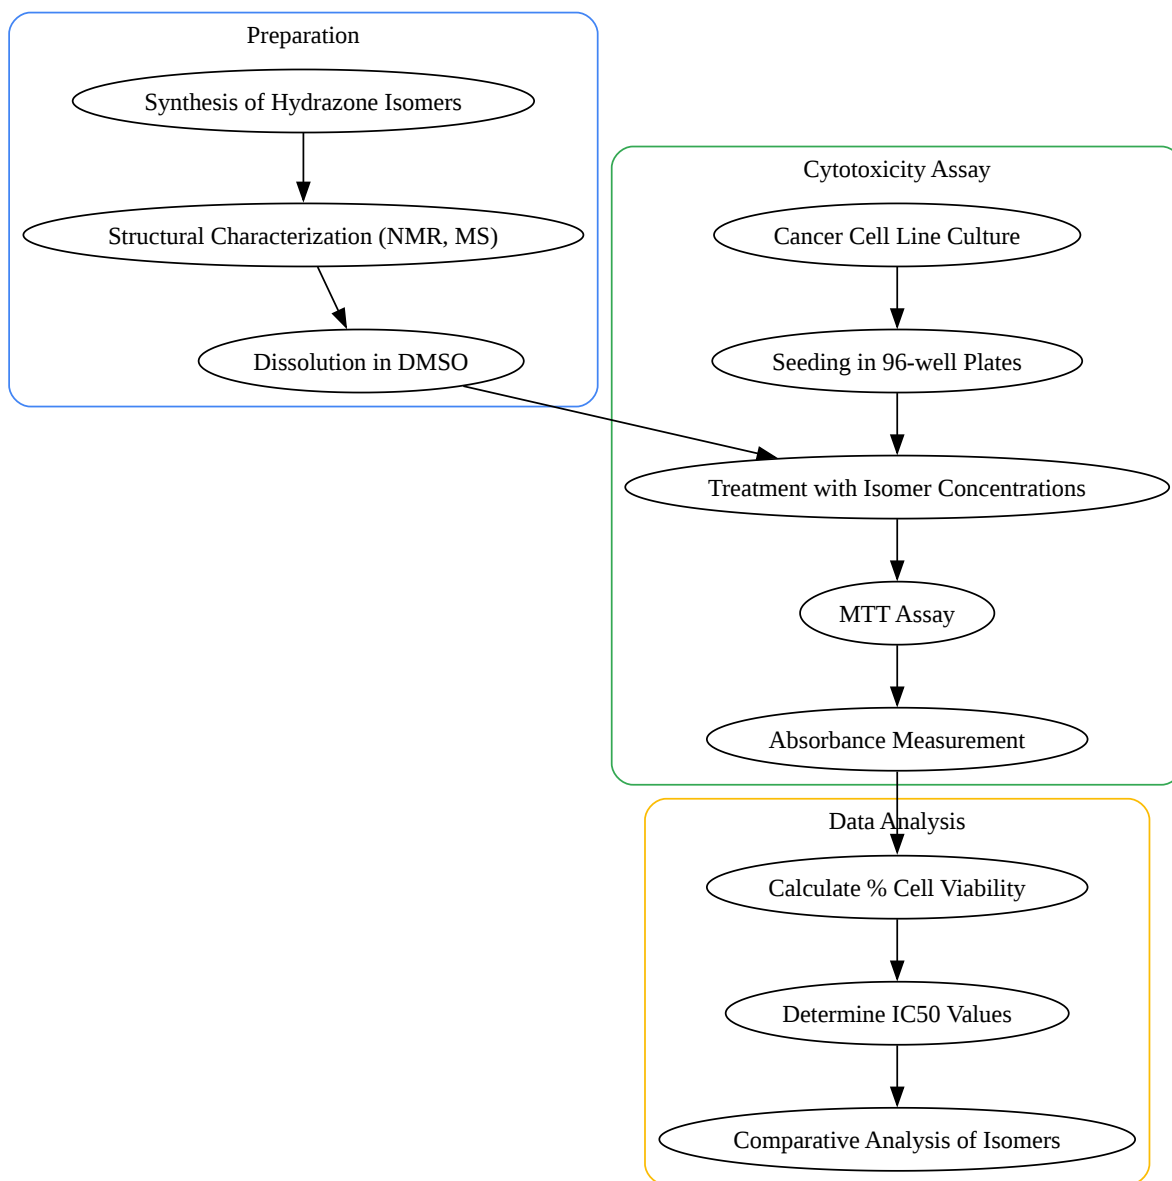 Preparation
Synthesis of Hydrazone Isomers
Structural Characterization (NMR, MS)
Dissolution in DMSO
Cytotoxicity Assay
Cancer Cell Line Culture
Seeding in 96-well Plates
Treatment with Isomer Concentrations
MTT Assay
Absorbance Measurement
Data Analysis
Calculate % Cell Viability
Determine IC50 Values
Comparative Analysis of Isomers